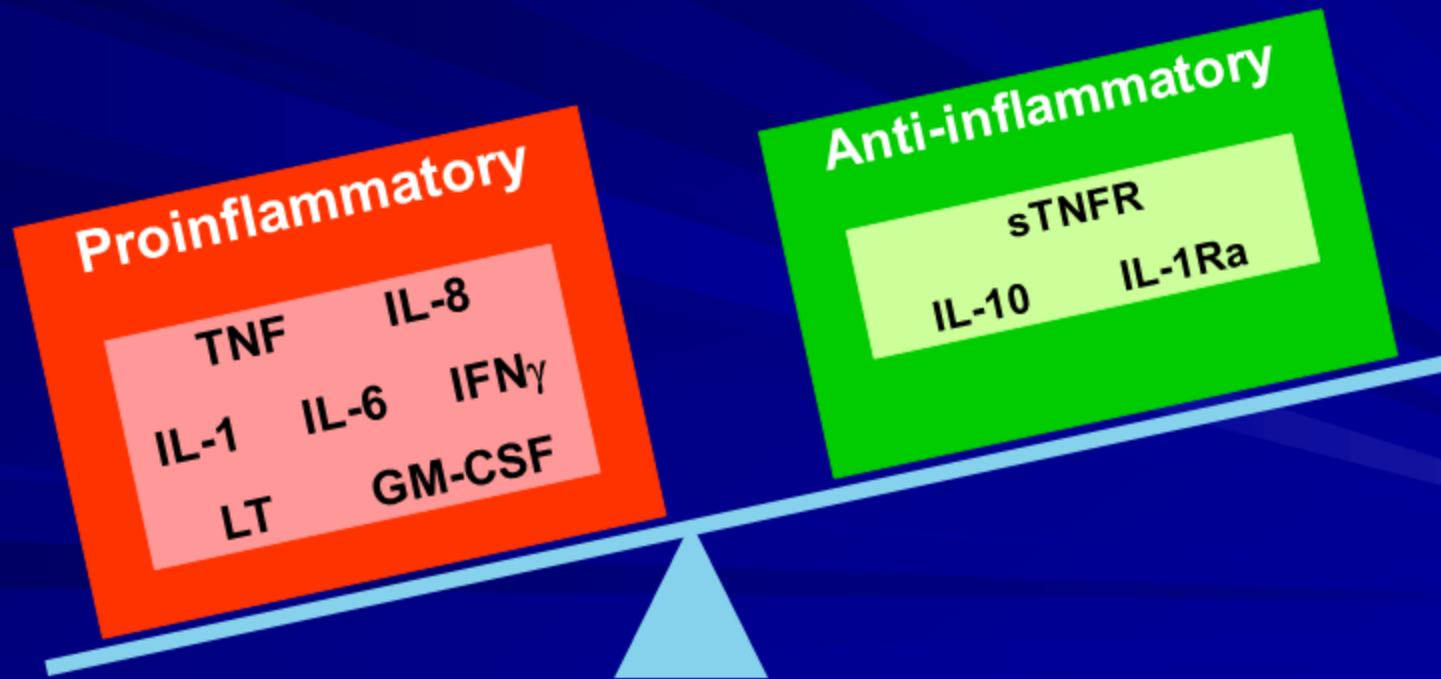 Proinflammatory
TNF IL-8
IL-1 IL-6 IFNγ
LT GM-CSF
Anti-inflammatory
sTNFR
IL-10 IL-1Ra